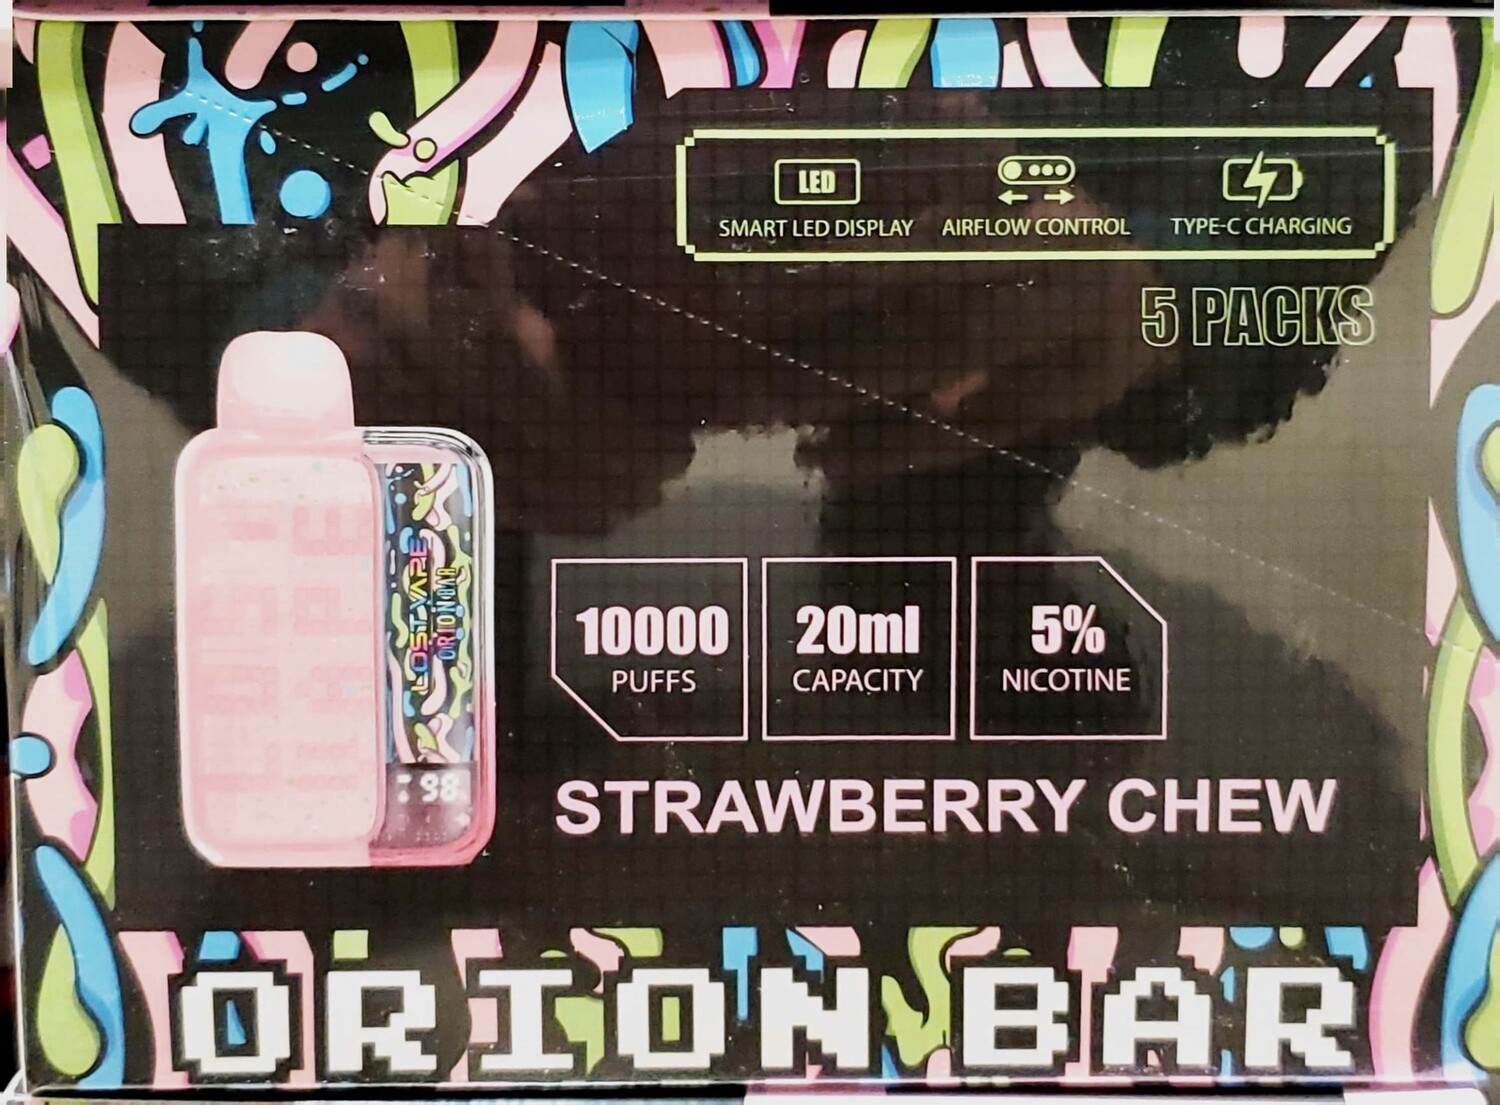 LED
SMART LED DISPLAY
AIRFLOW CONTROL
TYPE-C CHARGING
5 PACKS
LOST VAPE
ORION BAR
98
10000
PUFFS
20ml
CAPACITY
5%
NICOTINE
STRAWBERRY CHEW
ORION BAR